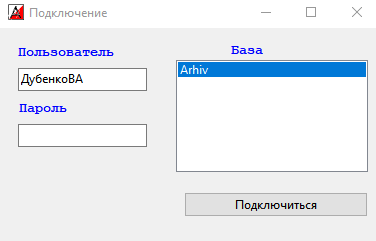 Подключение
Пользователь
ДубенкоВА
Пароль
База
Arhiv
Подключиться